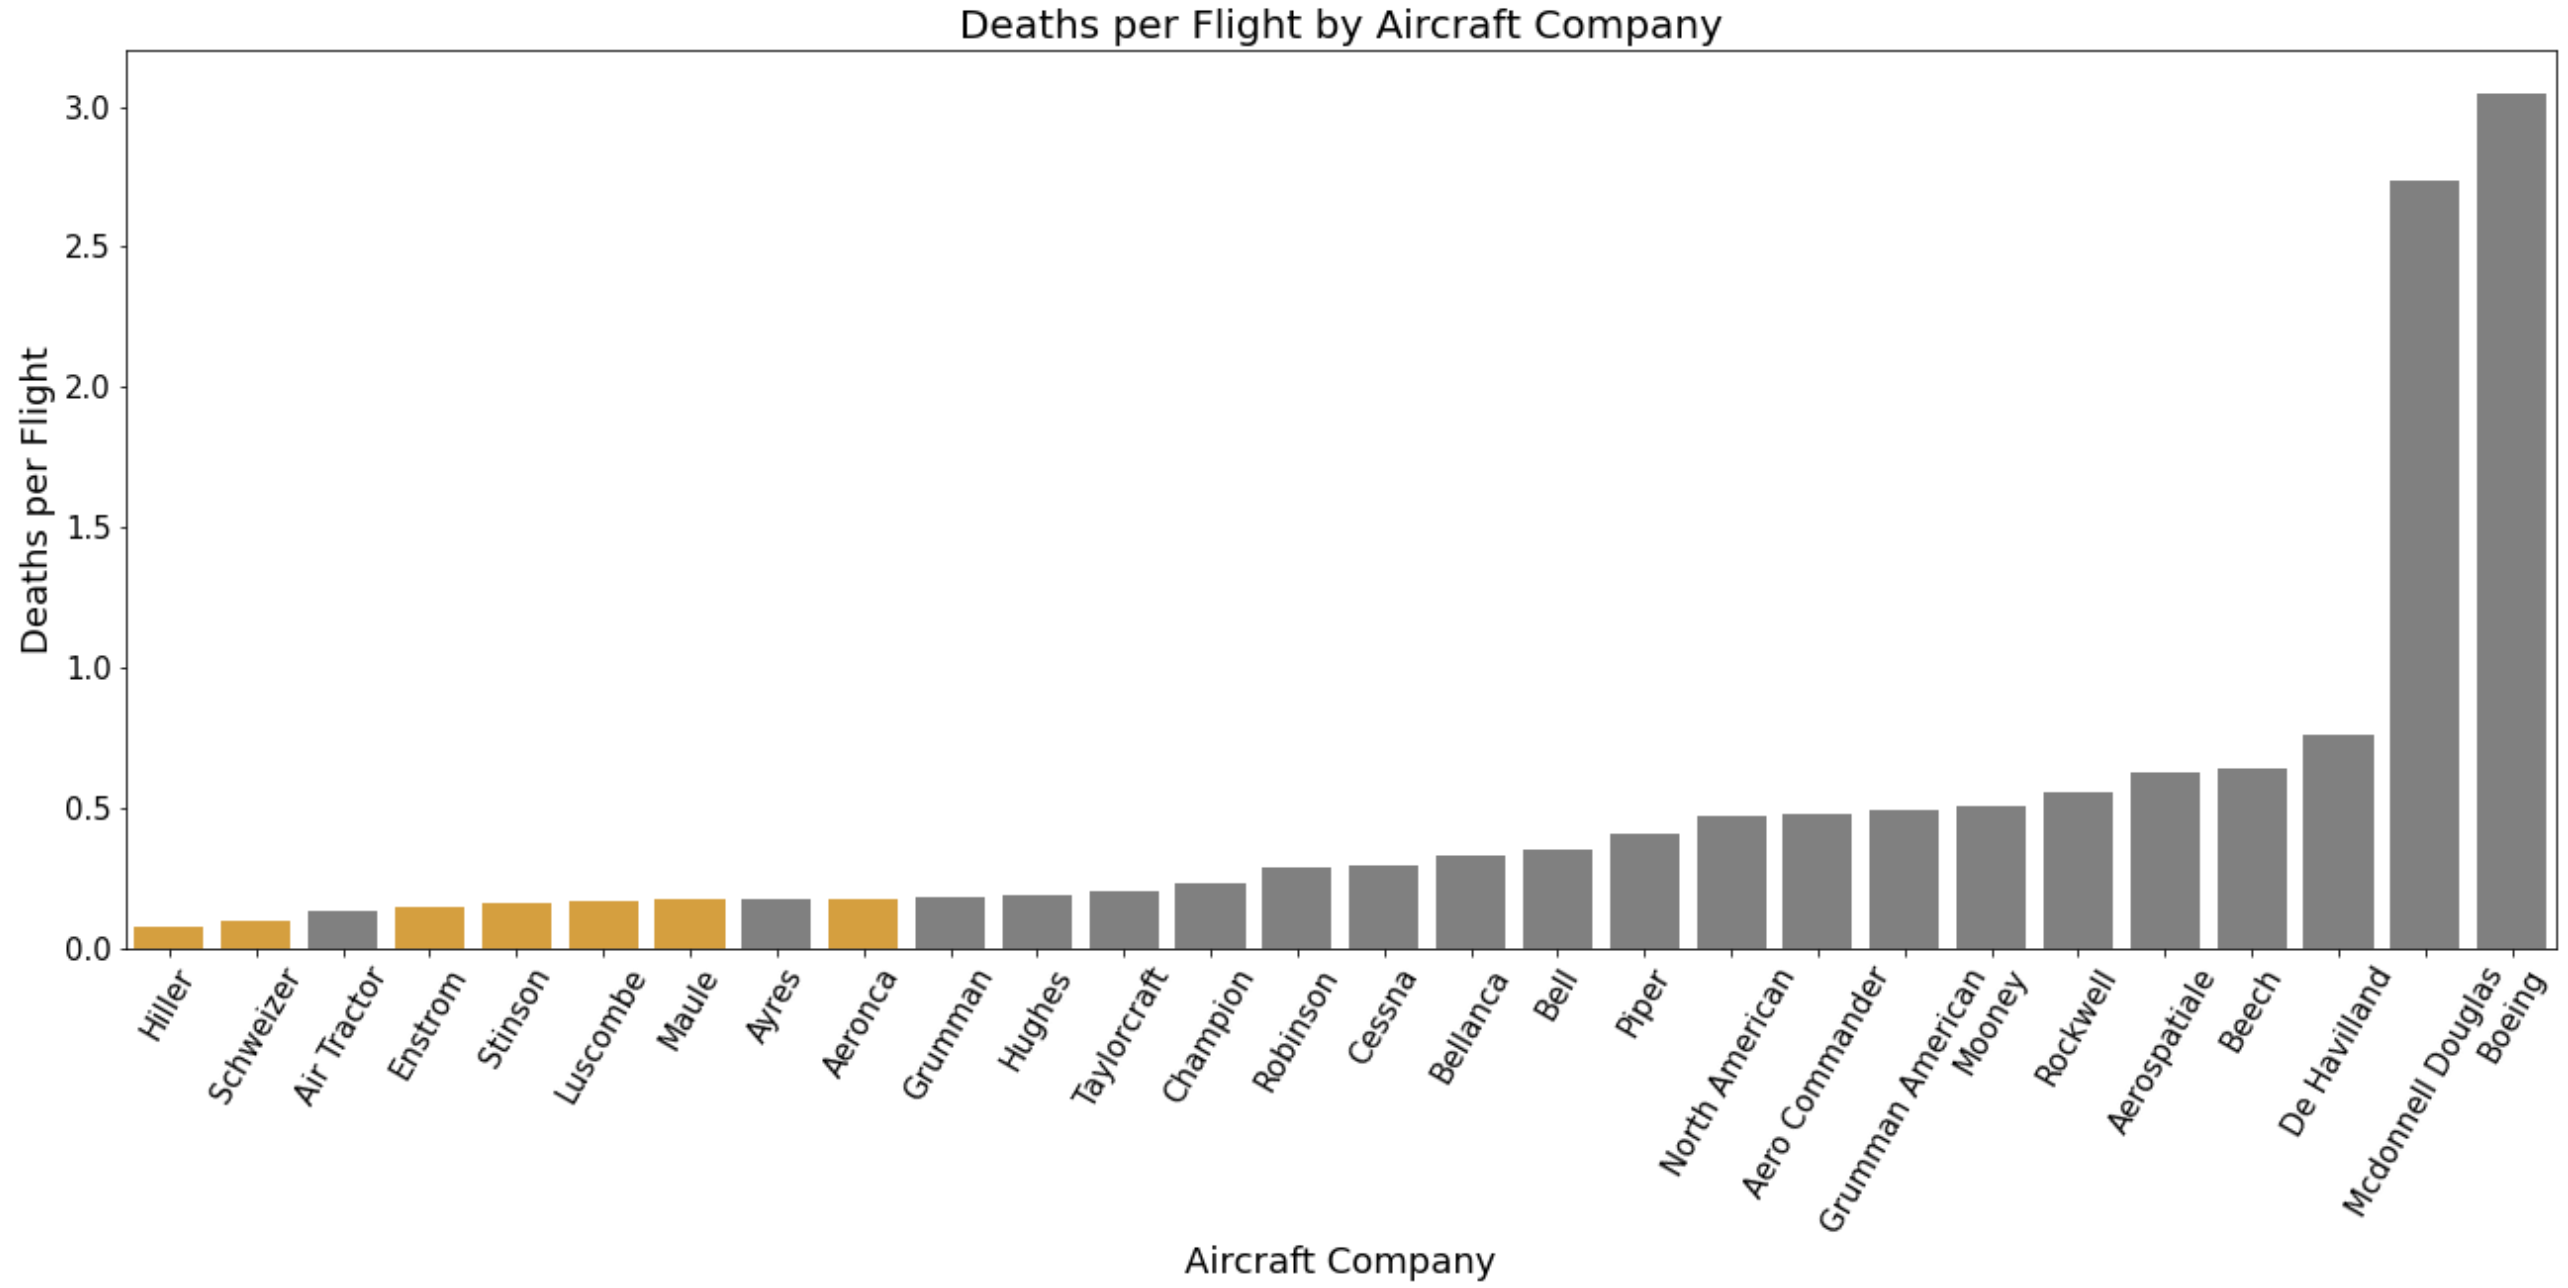 Deaths per Flight by Aircraft Company
Deaths per Flight
3.0
2.5
2.0
1.5
1.0
0.5
0.0
Hiller
Schweizer
Air Tractor
Enstrom
Stinson
Luscombe
Maule
Ayres
Aeronca
Grumman
Hughes
Taylorcraft
Champion
Robinson
Cessna
Bellanca
Bell
Piper
North American
Aero Commander
Grumman American
Mooney
Rockwell
Aerospatiale
Beech
De Havilland
Mcdonnell Douglas
Boeing
Aircraft Company